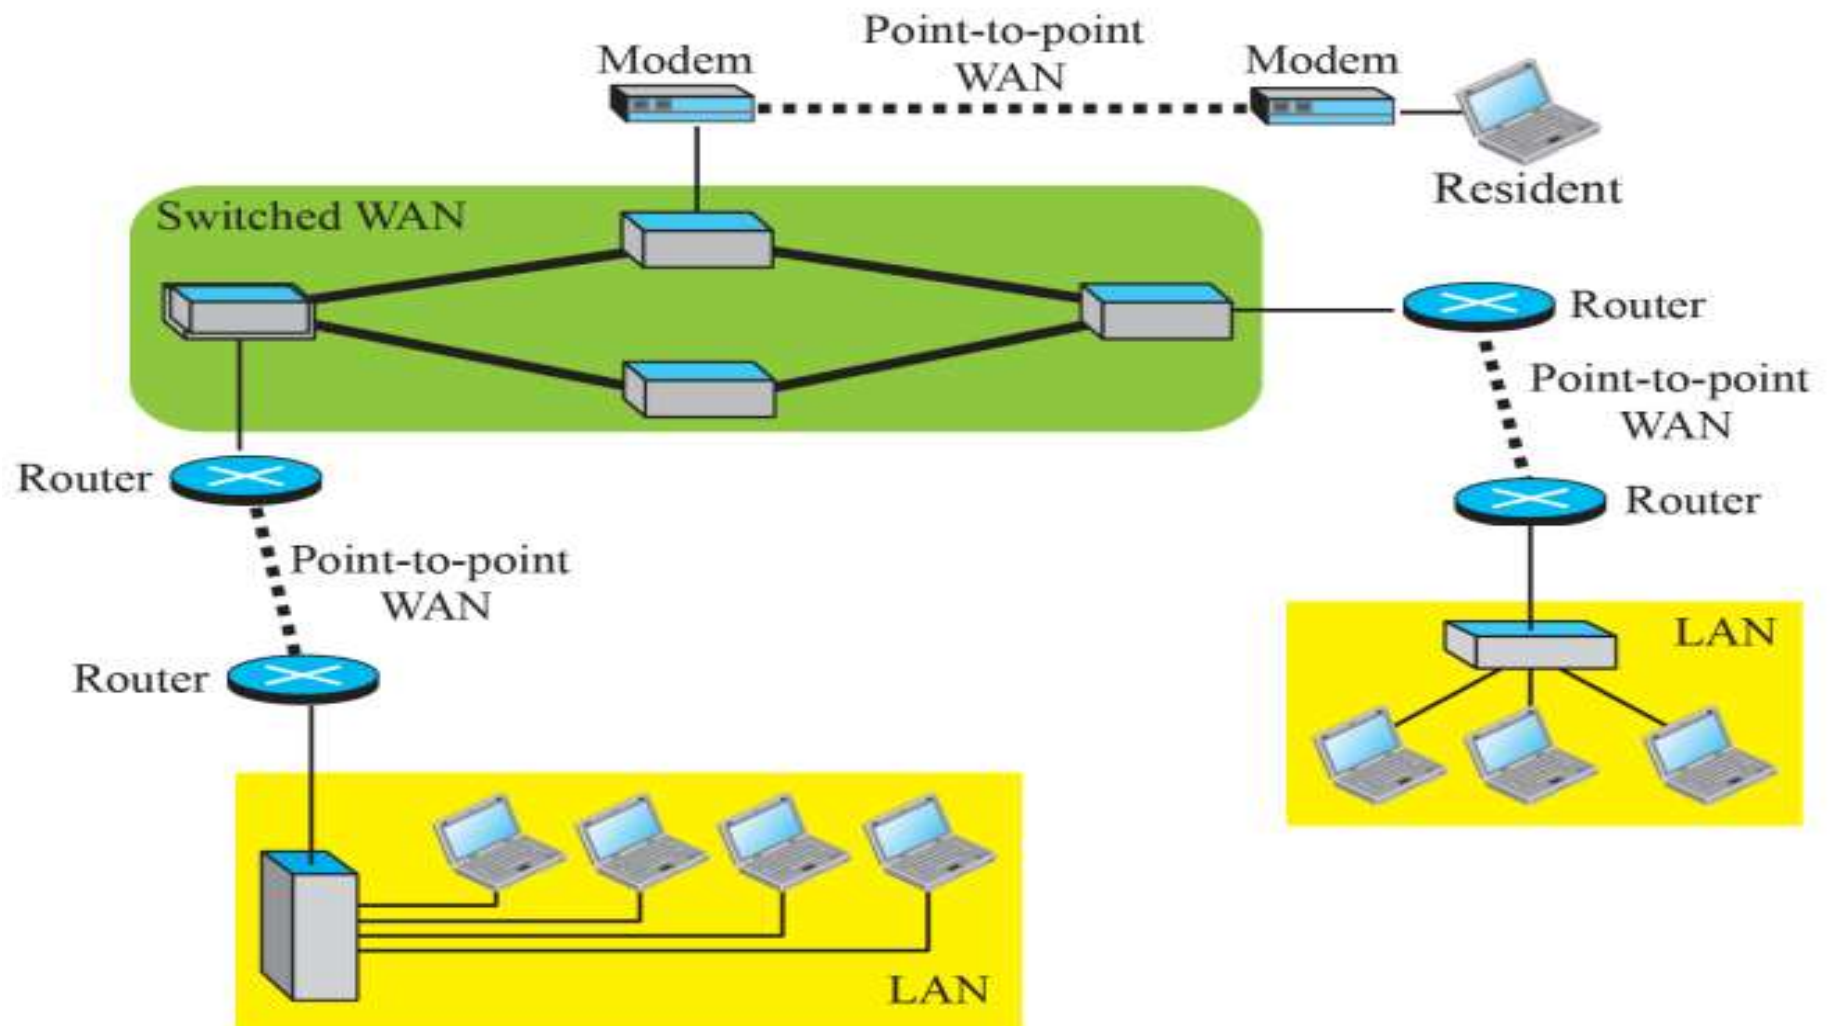 Point-to-point
WAN
Modem
Modem
Resident
Switched WAN
Router
Point-to-point
WAN
Router
Router
Point-to-point
WAN
Router
LAN
LAN